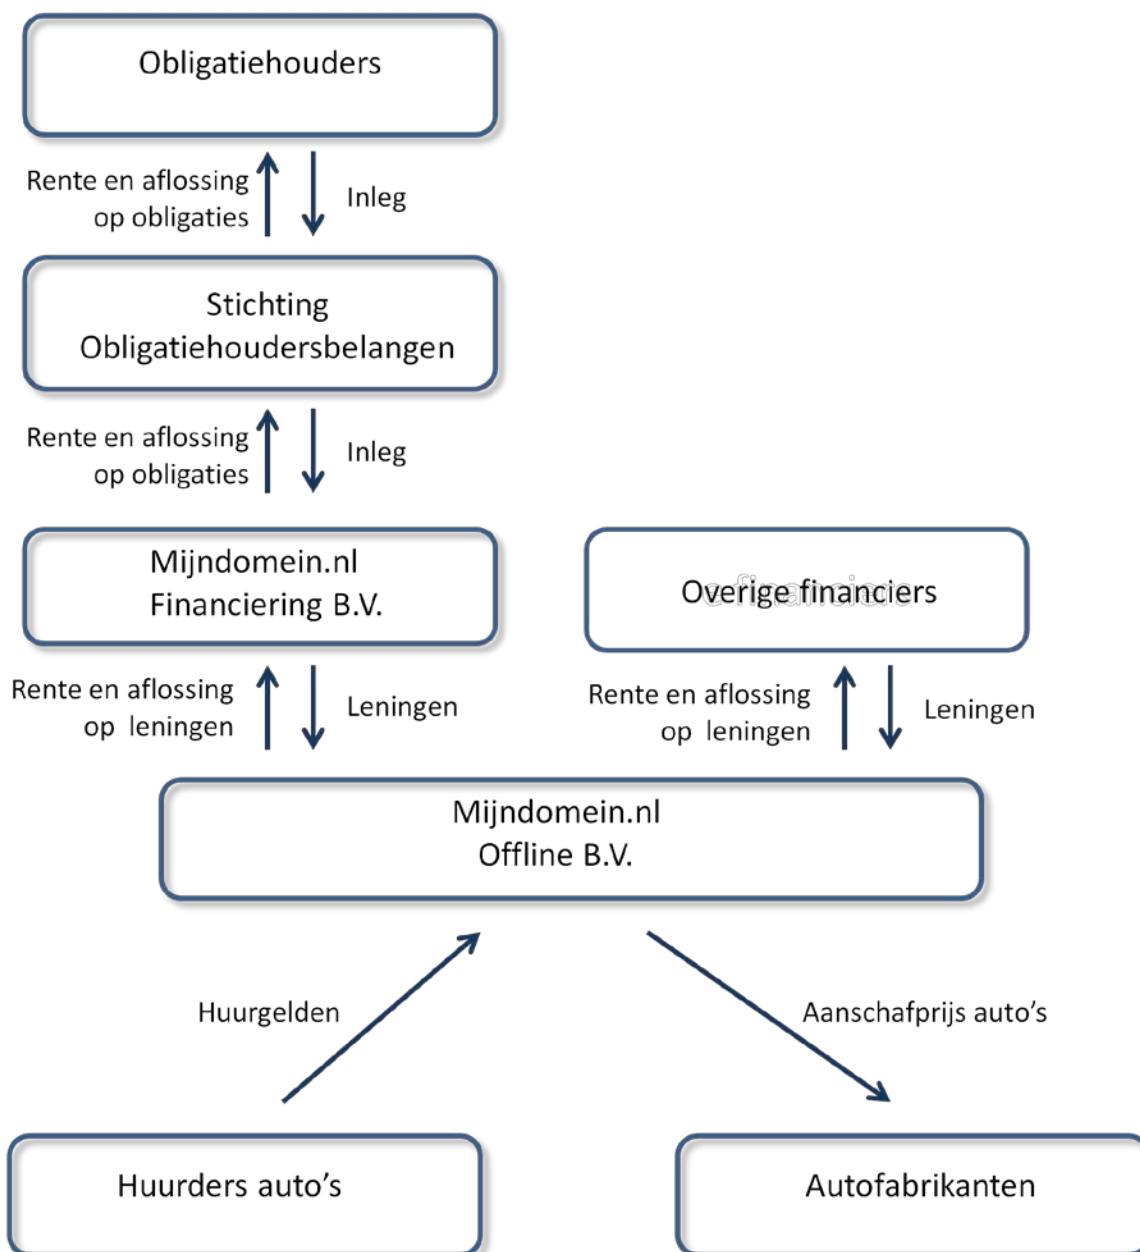 Obligatiehouders
Rente en aflossing
op obligaties
Inleg
Stichting
Obligatiehoudersbelangen
Rente en aflossing
op obligaties
Inleg
Mijndomein.nl
Financiering B.V.
Overige financiers
Rente en aflossing
op leningen
Leningen
Rente en aflossing
op leningen
Leningen
Mijndomein.nl
Offline B.V.
Huurgelden
Aanschafprijs auto’s
Huurders auto’s
Autofabrikanten